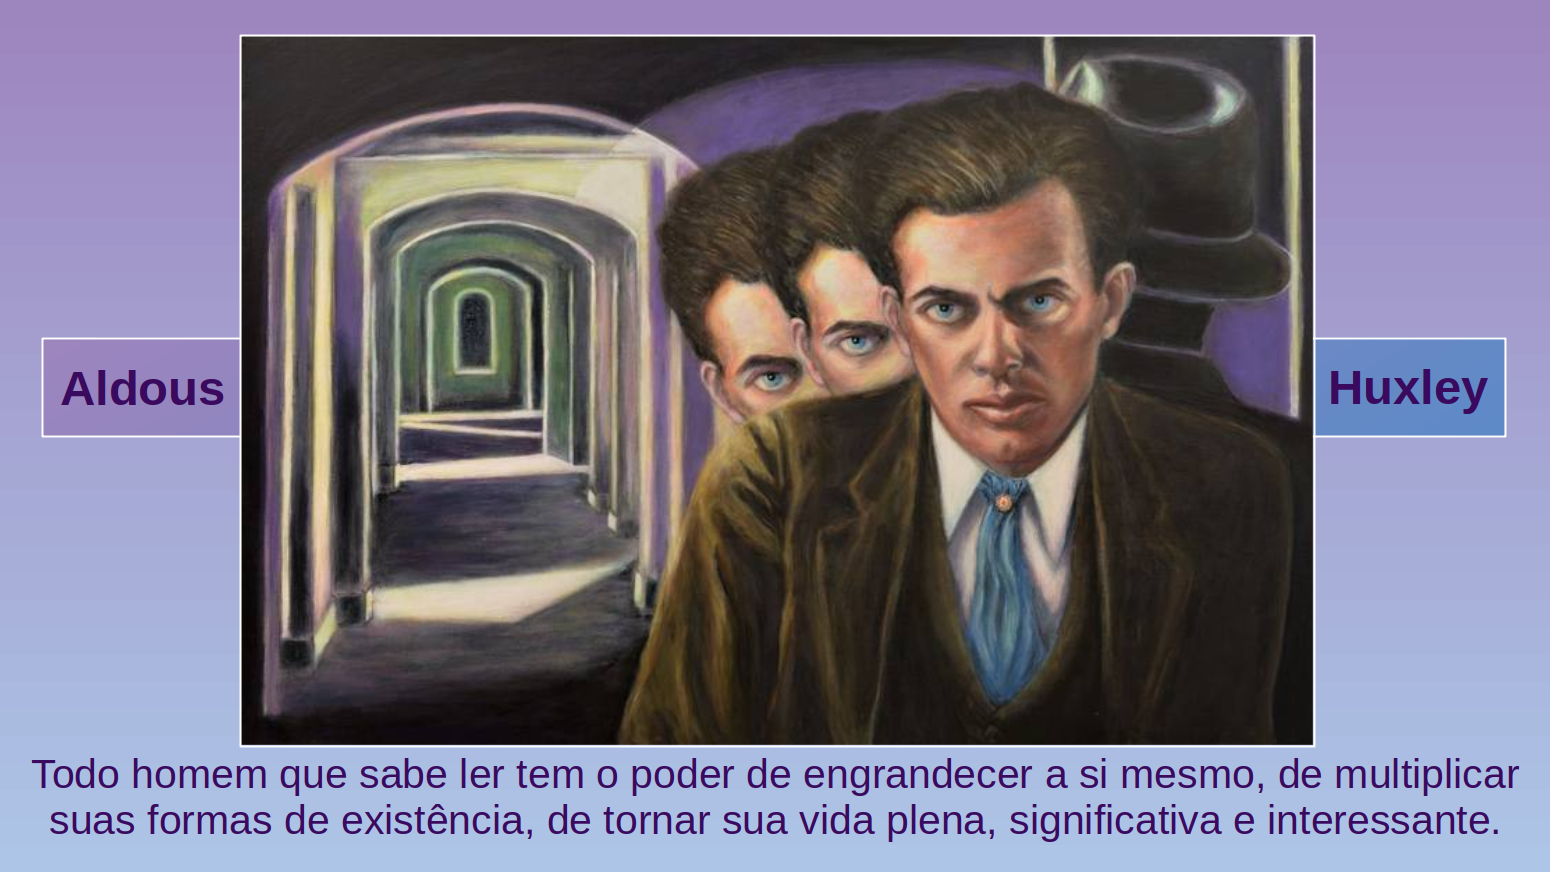 Aldous
Huxley
Todo homem que sabe ler tem o poder de engrandecer a si mesmo, de multiplicar
suas formas de existência, de tornar sua vida plena, significativa e interessante.